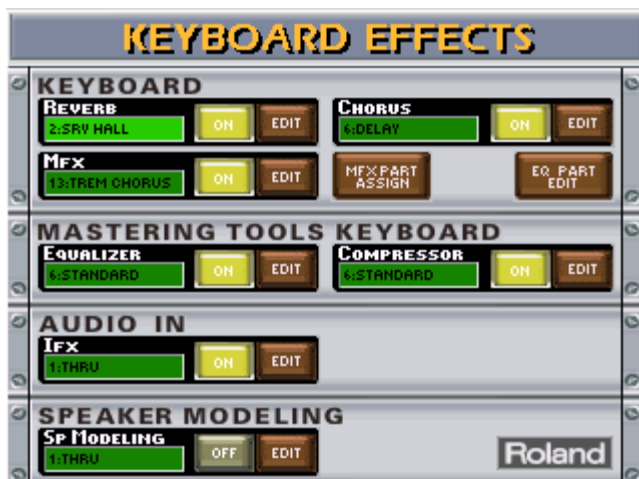 KEYBOARD EFFECTS
KEYBOARD
REVERB
2:SRV HALL ON EDIT
CHORUS
6:DELAY ON EDIT
MFX
13:TREM CHORUS ON EDIT
MFX PART
ASSIGN
EQ PART
EDIT
MASTERING TOOLS KEYBOARD
EQUALIZER
6:STANDARD ON EDIT
COMPRESSOR
6:STANDARD ON EDIT
AUDIO IN
IFX
1:THRU ON EDIT
SPEAKER MODELING
SP MODELING
1:THRU OFF EDIT
Roland